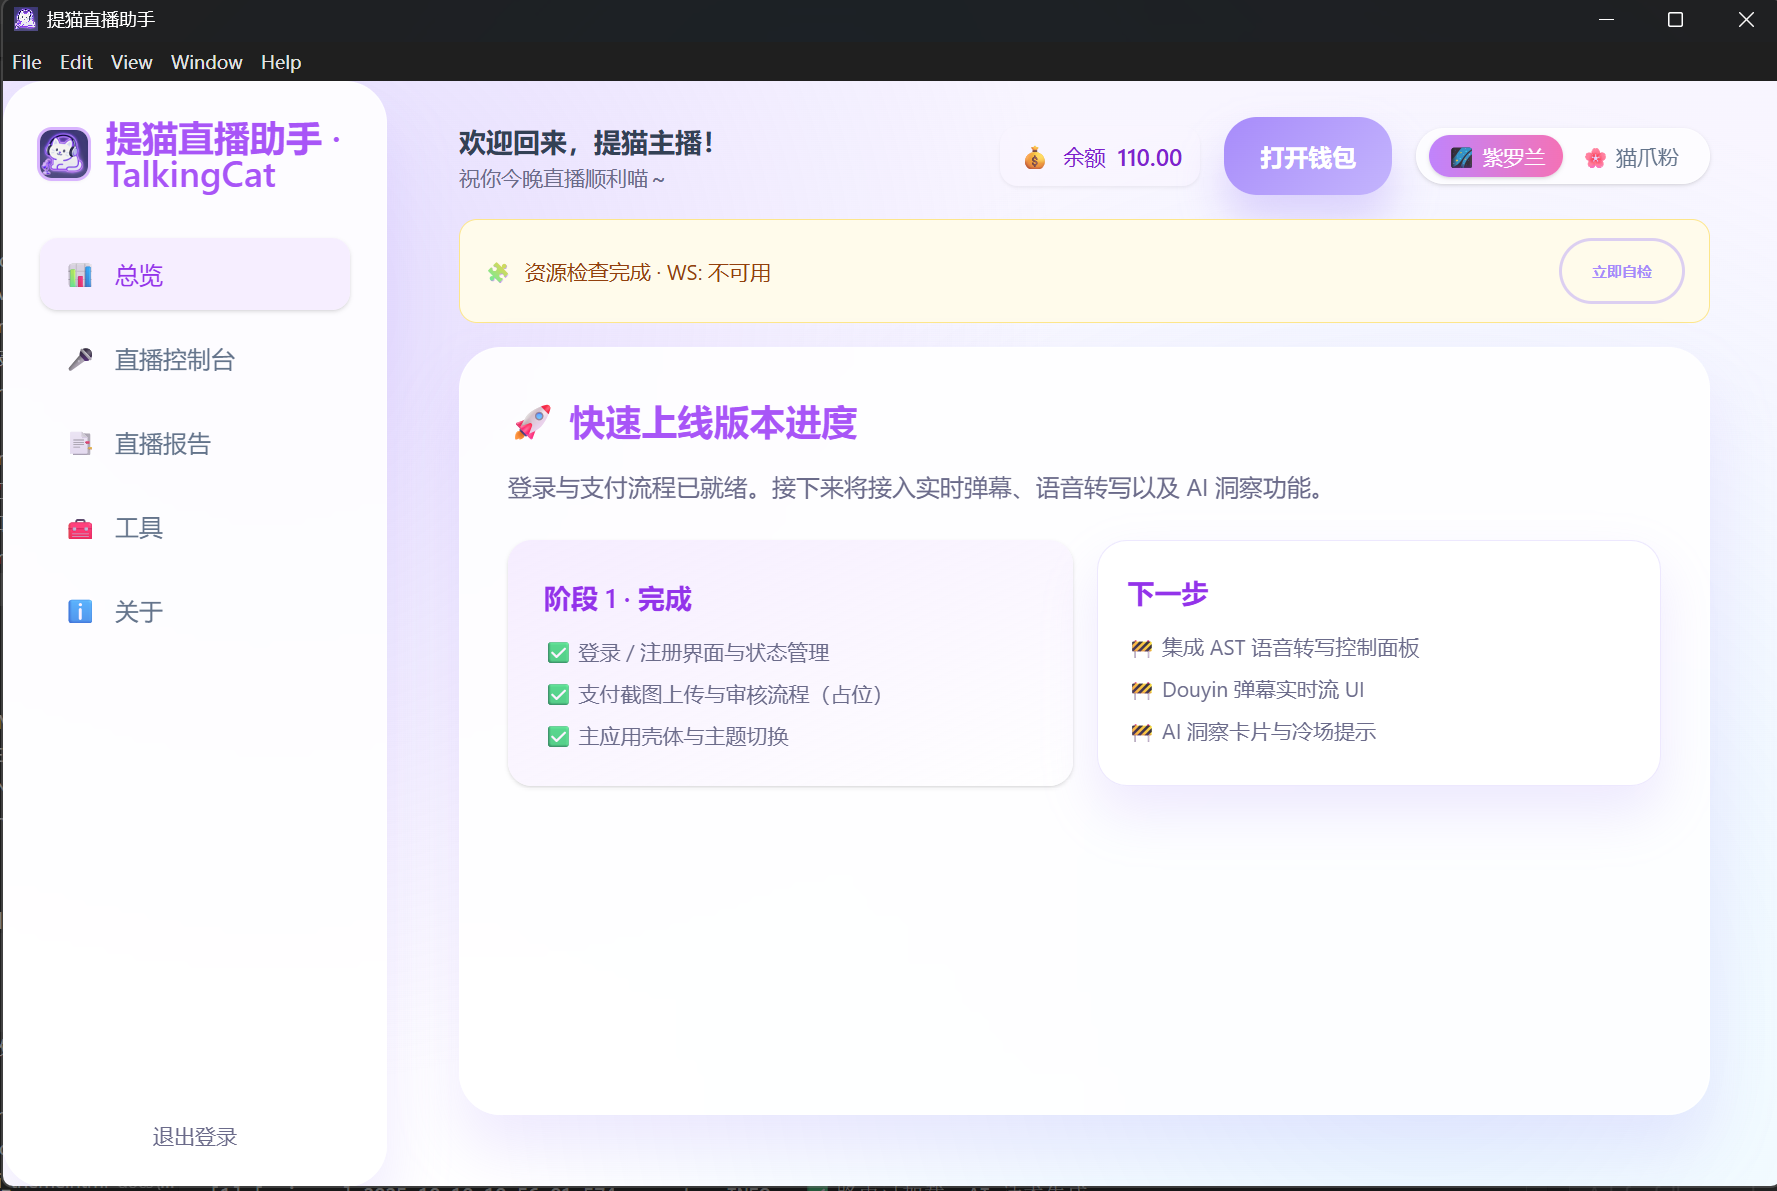 提猫直播助手
File Edit View Window Help
提猫直播助手 ·
TalkingCat
总览
直播控制台
直播报告
工具
关于
退出登录
欢迎回来，提猫主播！
祝你今晚直播顺利喵～
余额 110.00
打开钱包
紫罗兰
猫爪粉
资源检查完成 · WS: 不可用
立即自检
快速上线版本进度
登录与支付流程已就绪。接下来将接入实时弹幕、语音转写以及 AI 洞察功能。
阶段 1 · 完成
登录 / 注册界面与状态管理
支付截图上传与审核流程（占位）
主应用壳体与主题切换
下一步
集成 AST 语音转写控制面板
Douyin 弹幕实时流 UI
AI 洞察卡片与冷场提示